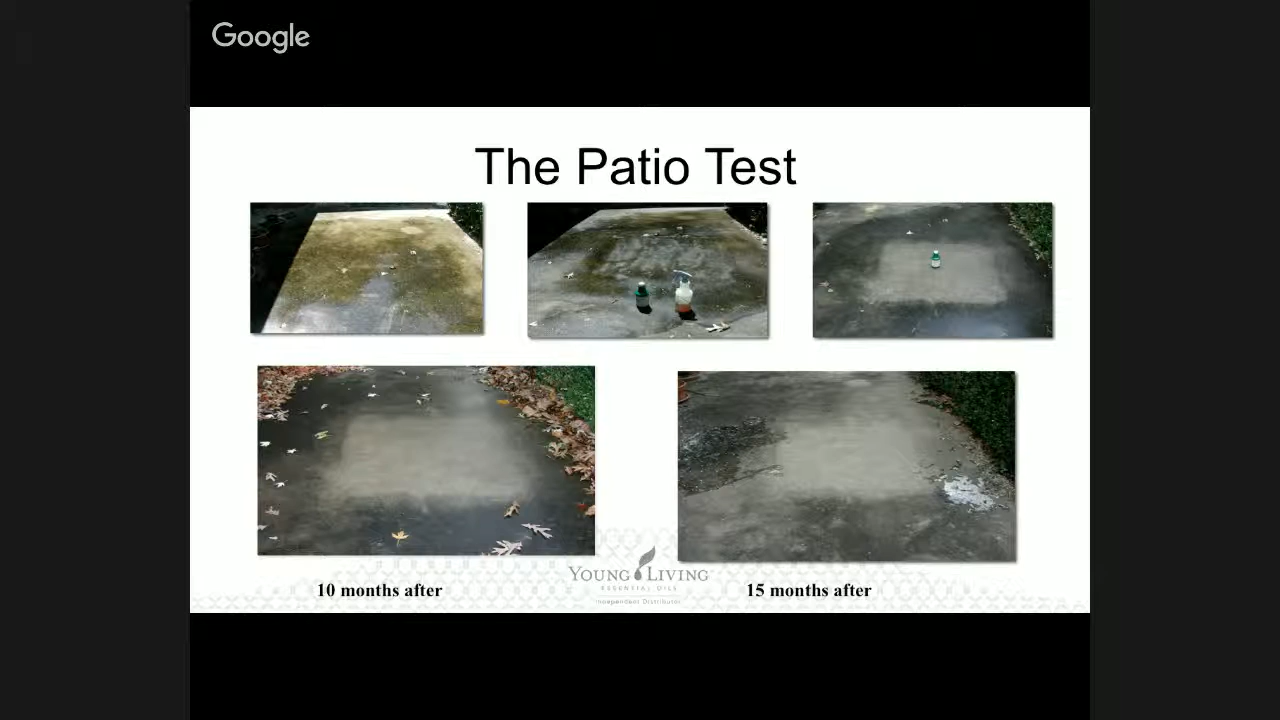 Google
The Patio Test
YOUNG LIVING
ESSENTIAL OILS
Independent Distributor
10 months after
15 months after